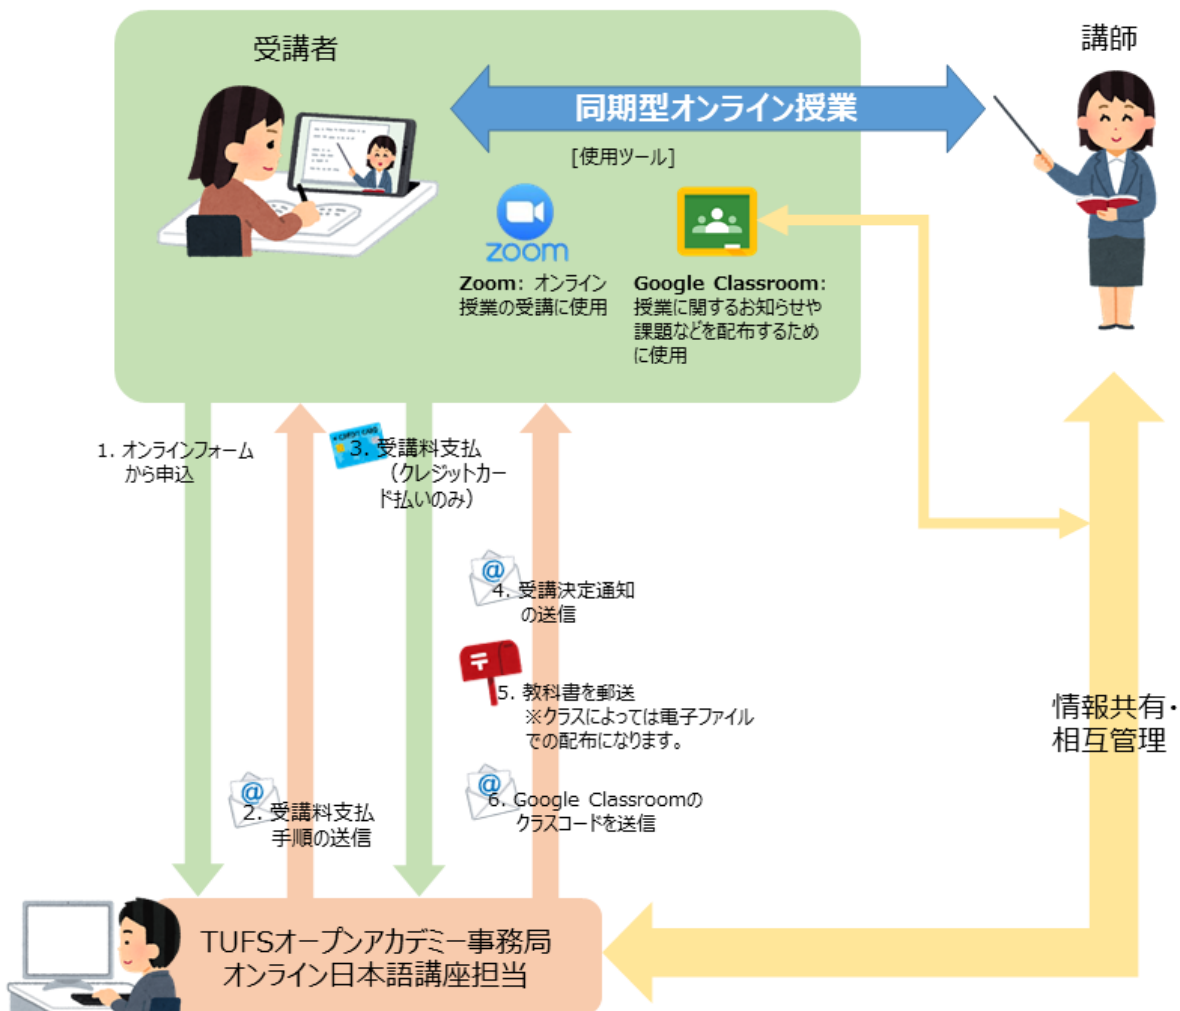 受講者
講師
同期型オンライン授業
[使用ツール]
zoom
Zoom: オンライン
授業の受講に使用
Google Classroom:
授業に関するお知らせや
課題などを配布するため
に使用
1. オンラインフォーム
から申込
CREDIT CARD
3. 受講料支払
（クレジットカー
ド払いのみ）
@
4. 受講決定通知
の送信
〒
5. 教科書を郵送
※クラスによっては電子ファイル
での配布になります。
@
6. Google Classroomの
クラスコードを送信
@
2. 受講料支払
手順の送信
情報共有・
相互管理
TUFSオープンアカデミー事務局
オンライン日本語講座担当